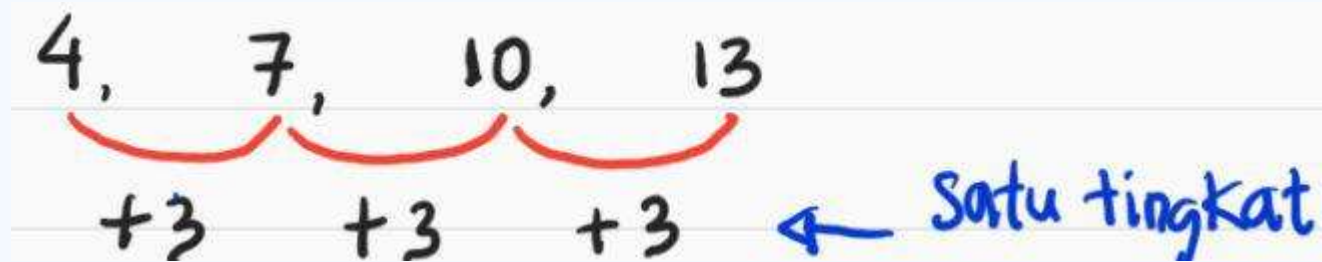 4, 7, 10, 13
+3 +3 +3 satu tingkat